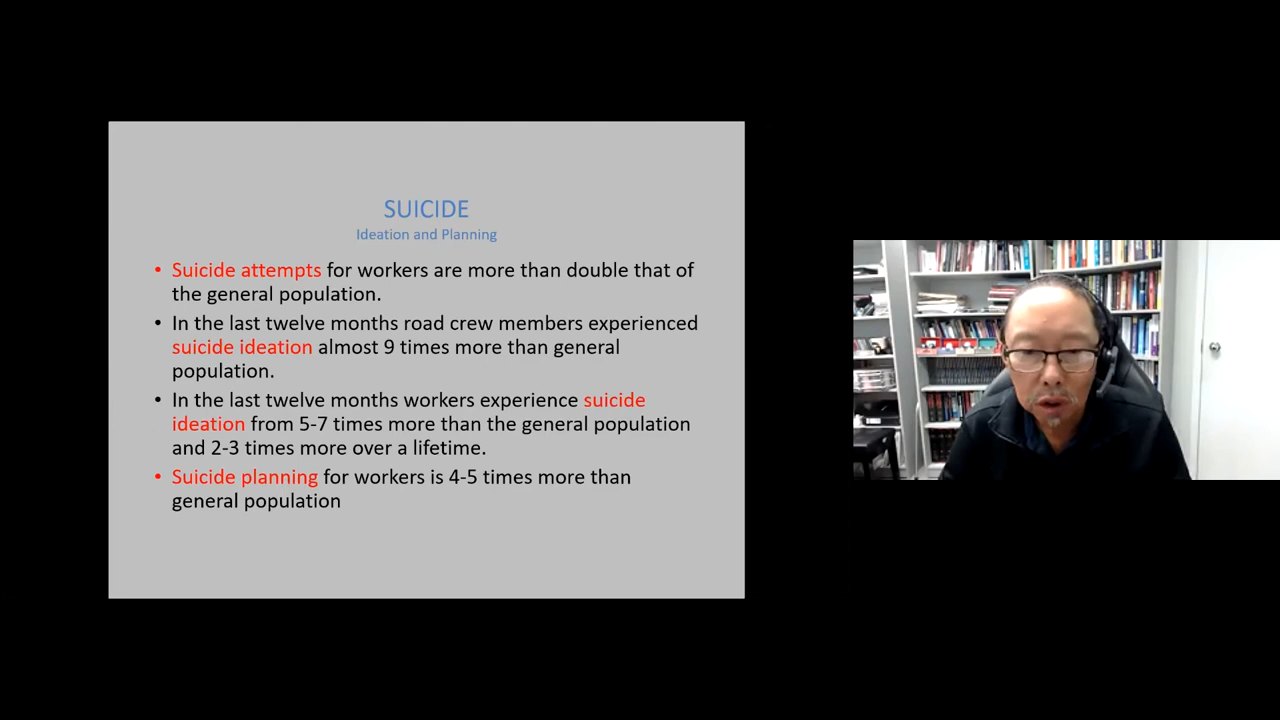 SUICIDE
Ideation and Planning
• Suicide attempts for workers are more than double that of
the general population.
• In the last twelve months road crew members experienced
suicide ideation almost 9 times more than general
population.
• In the last twelve months workers experience suicide
ideation from 5-7 times more than the general population
and 2-3 times more over a lifetime.
• Suicide planning for workers is 4-5 times more than
general population